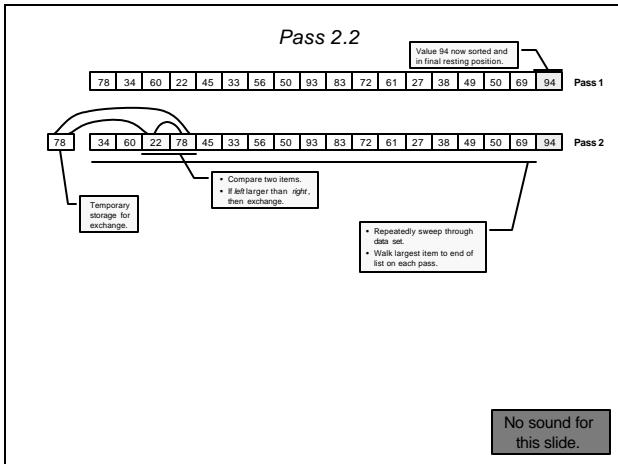 Pass 2.2
Value 94 now sorted and
in final resting position.
78 34 60 22 45 33 56 50 93 83 72 61 27 38 49 50 69 94 Pass 1
78 34 60 22 78 45 33 56 50 93 83 72 61 27 38 49 50 69 94 Pass 2
• Compare two items.
• If left larger than right,
then exchange.
Temporary
storage for
exchange.
• Repeatedly sweep through
data set.
• Walk largest item to end of
list on each pass.
No sound for
this slide.